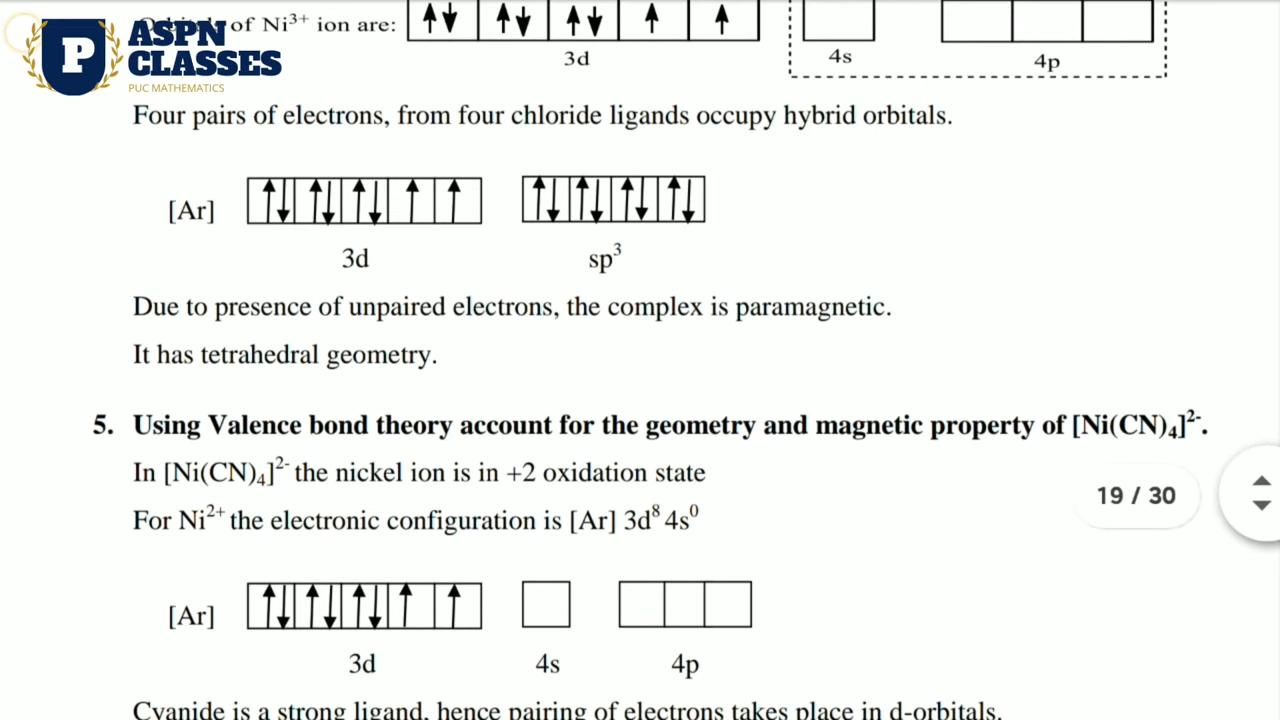 of Ni³⁺ ion are:
P
ASPN
CLASSES
PUC MATHEMATICS
3d
4s
4p
Four pairs of electrons, from four chloride ligands occupy hybrid orbitals.
[Ar]
3d
sp³
Due to presence of unpaired electrons, the complex is paramagnetic.
It has tetrahedral geometry.
5. Using Valence bond theory account for the geometry and magnetic property of [Ni(CN)₄]²⁻.
In [Ni(CN)₄]²⁻ the nickel ion is in +2 oxidation state
19 / 30
For Ni²⁺ the electronic configuration is [Ar] 3d⁸ 4s⁰
[Ar]
3d
4s
4p
Cyanide is a strong ligand, hence pairing of electrons takes place in d-orbitals.